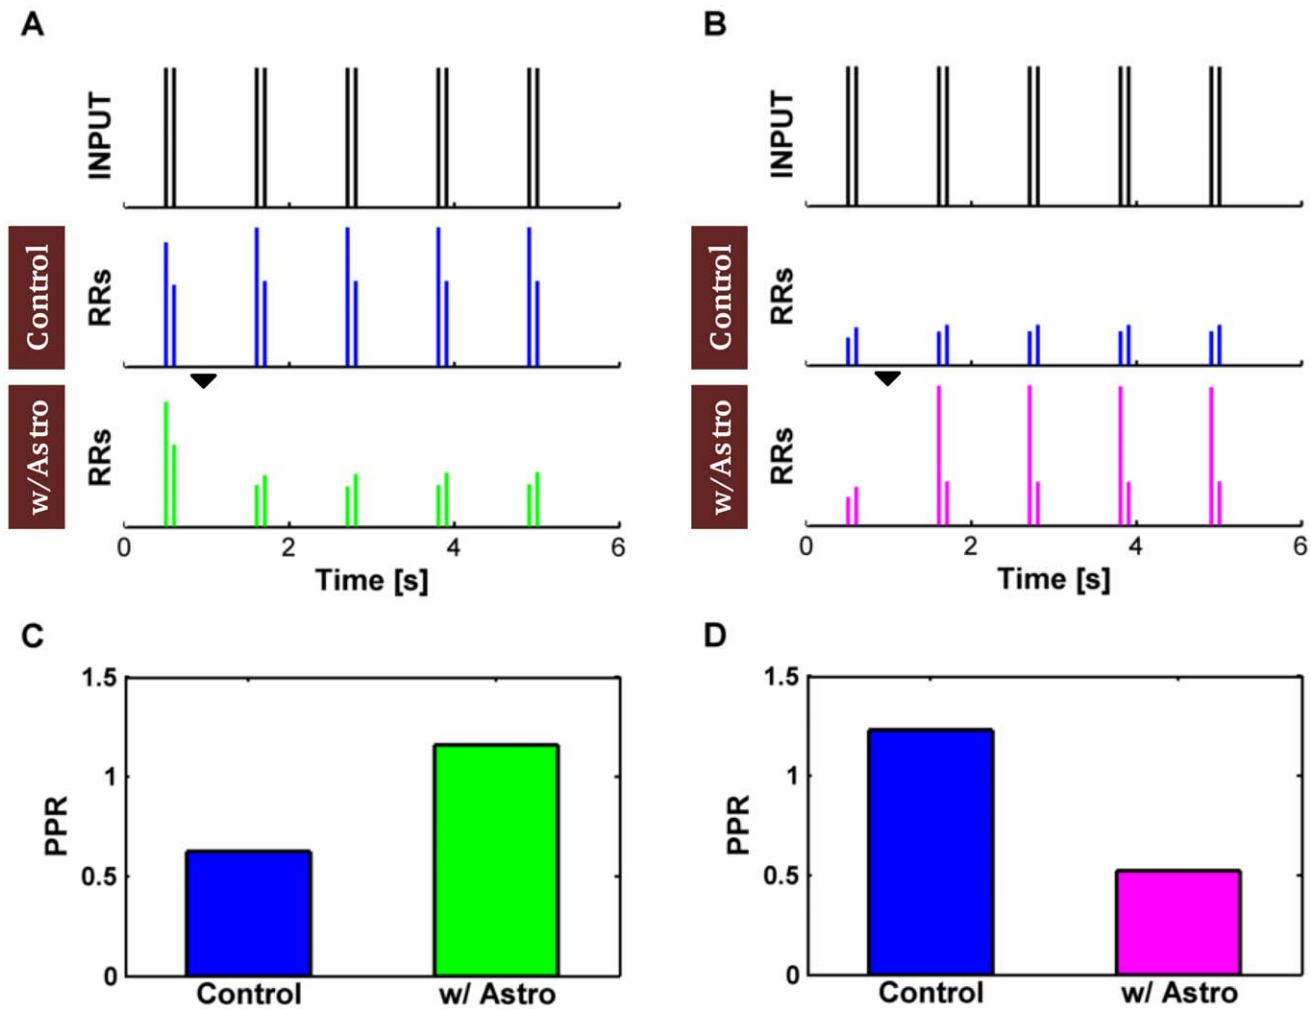 A
INPUT
Control
RRs
w/Astro
RRs
0 2 4 6
Time [s]
B
INPUT
Control
RRs
w/Astro
RRs
0 2 4 6
Time [s]
C
1.5
1
0.5
0
PPR
Control w/ Astro
D
1.5
1
0.5
0
PPR
Control w/ Astro